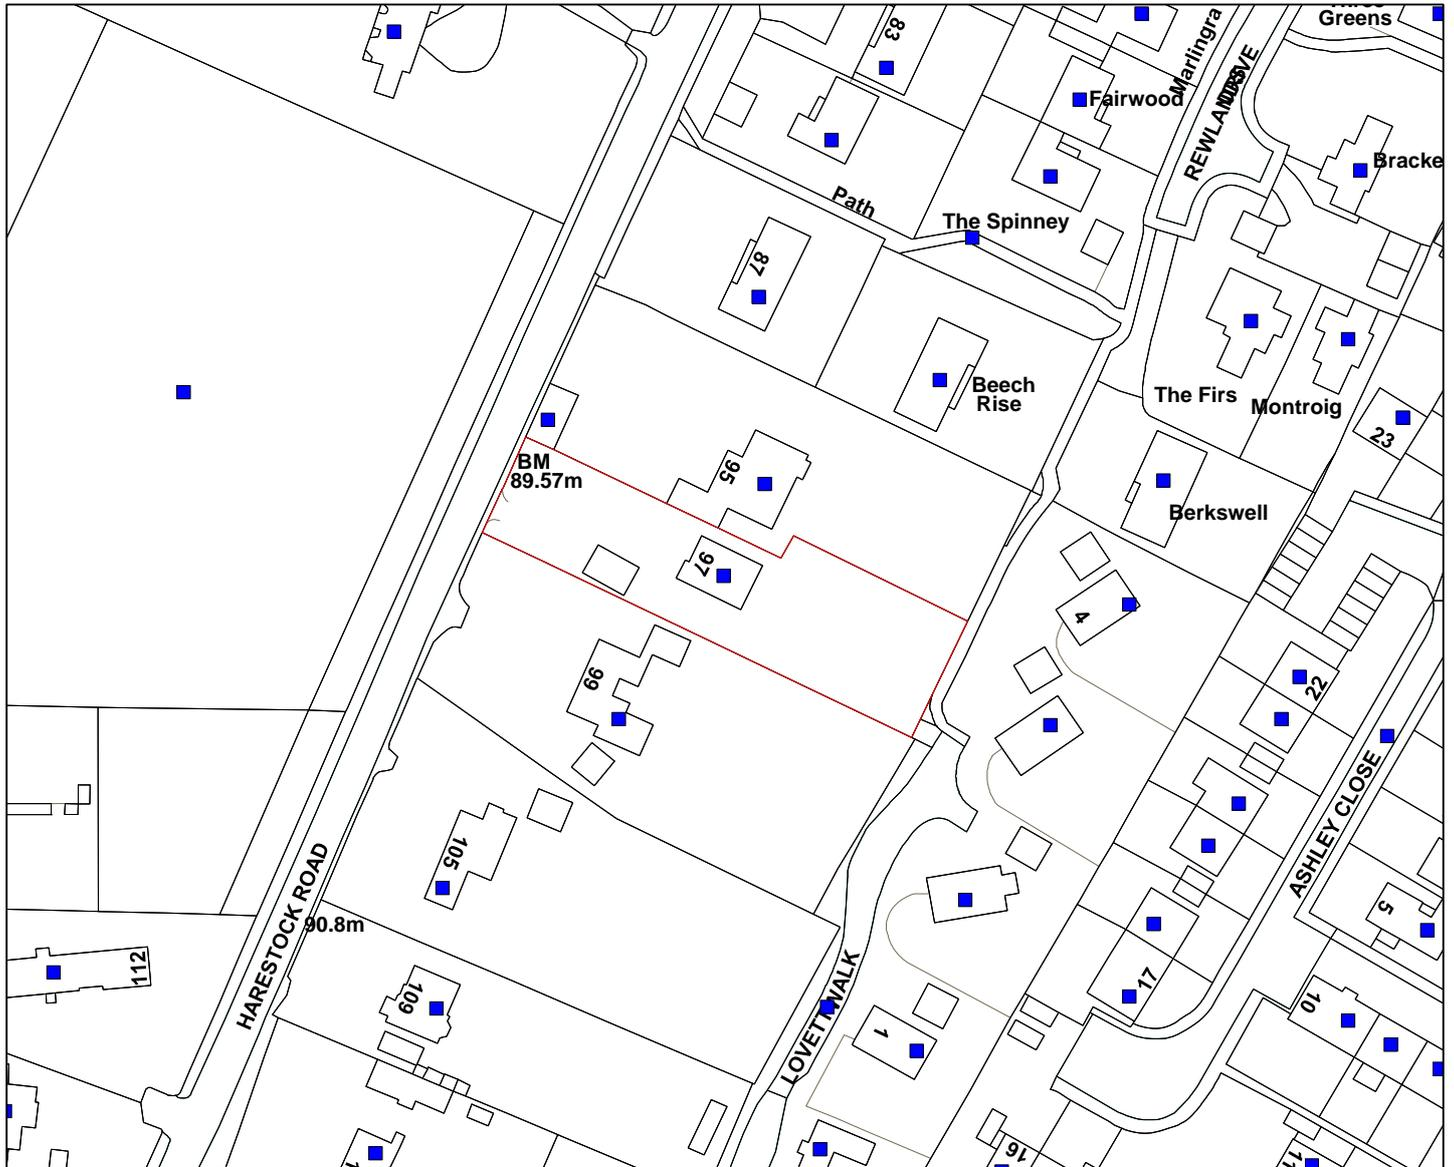 Greens
83
Marlingra
Fairwood
REWLANDS
DRIVE
Bracke
Path
The Spinney
87
Beech
Rise
The Firs
Montroig
23
BM
89.57m
95
Berkswell
97
4
99
22
105
ASHLEY CLOSE
HARESTOCK ROAD
90.8m
5
112
17
109
LOVETT WALK
1
10
16